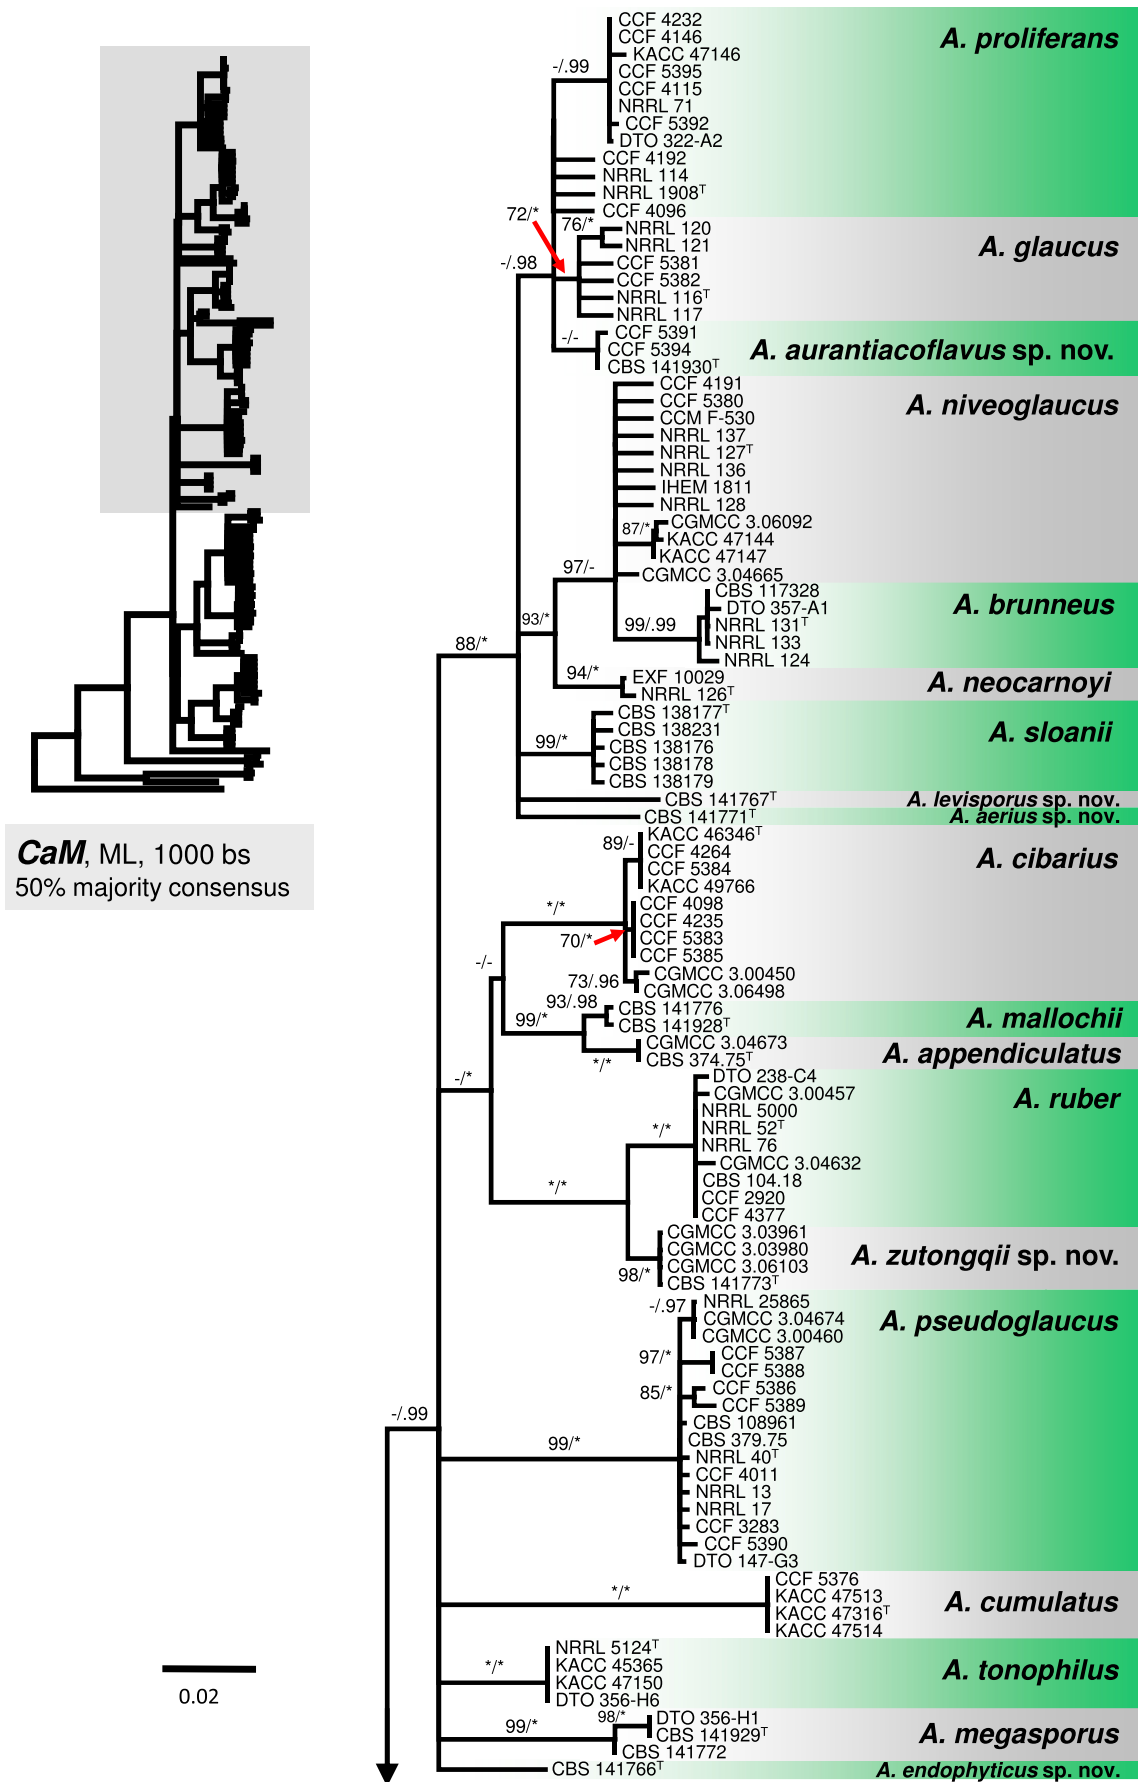 CCF 4232
CCF 4146
KACC 47146
CCF 5395
CCF 4115
NRRL 71
CCF 5392
DTO 322-A2
CCF 4192
NRRL 114
NRRL 1908T
CCF 4096
A. proliferans
-/.99
72/*
76/*
-/.98
NRRL 120
NRRL 121
CCF 5381
CCF 5382
NRRL 116T
NRRL 117
A. glaucus
-/-
CCF 5391
CCF 5394
CBS 141930T
A. aurantiacoflavus sp. nov.
CCF 4191
CCF 5380
CCM F-530
NRRL 137
NRRL 127T
NRRL 136
IHEM 1811
NRRL 128
87/*
CGMCC 3.06092
KACC 47144
KACC 47147
CGMCC 3.04665
A. niveoglaucus
97/-
93/*
99/.99
CBS 117328
DTO 357-A1
NRRL 131T
NRRL 133
NRRL 124
A. brunneus
88/*
94/*
EXF 10029
NRRL 126T
A. neocarnoyi
99/*
CBS 138177T
CBS 138231
CBS 138176
CBS 138178
CBS 138179
A. sloanii
CBS 141767T
A. levisporus sp. nov.
CBS 141771T
A. aerius sp. nov.
CaM, ML, 1000 bs
50% majority consensus
89/-
KACC 46346T
CCF 4264
CCF 5384
KACC 49766
*/*
70/*
CCF 4098
CCF 4235
CCF 5383
CCF 5385
73/.96
CGMCC 3.00450
CGMCC 3.06498
A. cibarius
-/-
93/.98
99/*
CBS 141776
CBS 141928T
A. mallochii
*/*
CGMCC 3.04673
CBS 374.75T
A. appendiculatus
-/*
*/*
DTO 238-C4
CGMCC 3.00457
NRRL 5000
NRRL 52T
NRRL 76
CGMCC 3.04632
CBS 104.18
CCF 2920
CCF 4377
A. ruber
*/*
98/*
CGMCC 3.03961
CGMCC 3.03980
CGMCC 3.06103
CBS 141773T
A. zutongqii sp. nov.
-/.97
NRRL 25865
CGMCC 3.04674
CGMCC 3.00460
97/*
CCF 5387
CCF 5388
85/*
CCF 5386
CCF 5389
CBS 108961
CBS 379.75
NRRL 40T
CCF 4011
NRRL 13
NRRL 17
CCF 3283
CCF 5390
DTO 147-G3
A. pseudoglaucus
-/.99
99/*
*/*
CCF 5376
KACC 47513
KACC 47316T
KACC 47514
A. cumulatus
*/*
NRRL 5124T
KACC 45365
KACC 47150
DTO 356-H6
A. tonophilus
0.02
99/*
98/*
DTO 356-H1
CBS 141929T
CBS 141772
A. megasporus
CBS 141766T
A. endophyticus sp. nov.